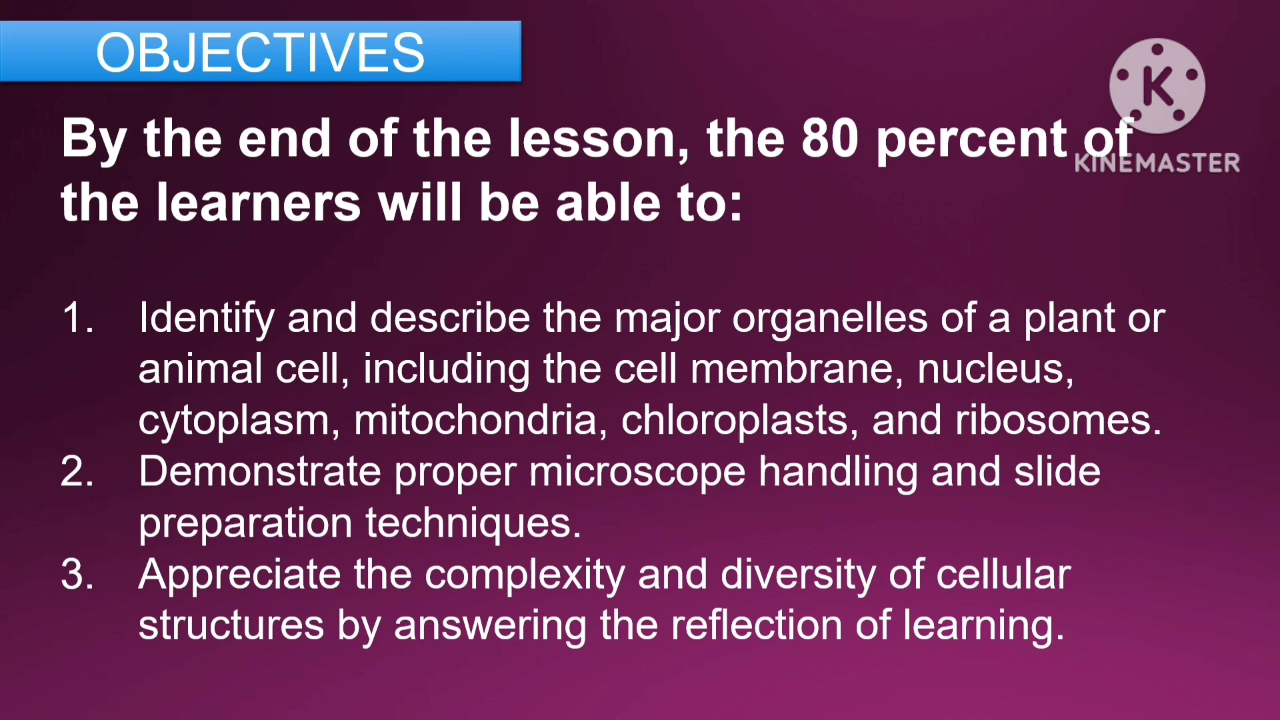 OBJECTIVES
K
KINEMASTER
By the end of the lesson, the 80 percent of
the learners will be able to:
1. Identify and describe the major organelles of a plant or
animal cell, including the cell membrane, nucleus,
cytoplasm, mitochondria, chloroplasts, and ribosomes.
2. Demonstrate proper microscope handling and slide
preparation techniques.
3. Appreciate the complexity and diversity of cellular
structures by answering the reflection of learning.